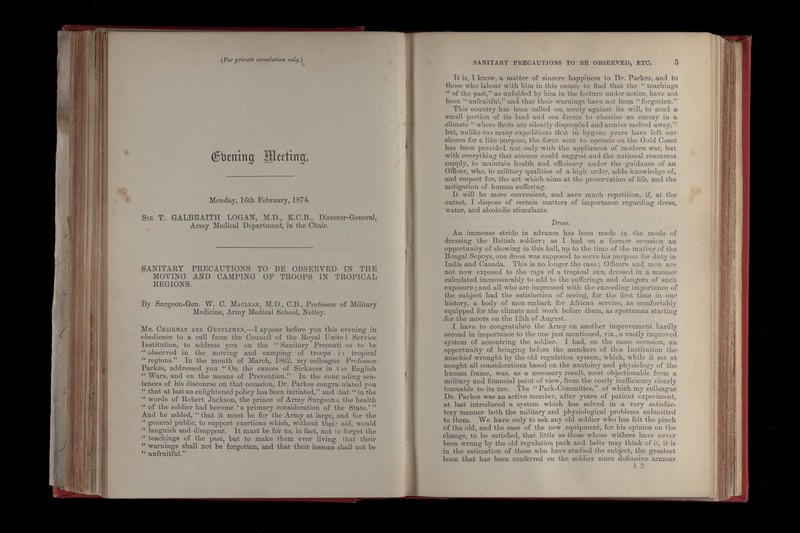 (For private circulation only.)
Evening Meeting.
Monday, 16th February, 1874.
SIR T. GALBRAITH LOGAN, M.D., K.C.B., Director-General,
Army Medical Department, in the Chair.
SANITARY PRECAUTIONS TO BE OBSERVED IN THE
MOVING AND CAMPING OF TROOPS IN TROPICAL
REGIONS.
By Surgeon-Gen. W. C. MACLEAN, M.D., C.B., Professor of Military
Medicine, Army Medical School, Netley.
MR. CHAIRMAN AND GENTLEMEN,—I appear before you this evening in
obedience to a call from the Council of the Royal United Service
Institution, to address you on the "Sanitary Precauti ns to be
"observed in the moving and camping of troops i tropical
"regions." In the month of March, 1862, my colleague Professor
Parkes, addressed you "On the causes of Sickness in t e English
"Wars, and on the means of Prevention." In the conc uding sen-
tences of his discourse on that occasion, Dr. Parkes congra ulated you
"that at last an enlightened policy has been initiated," and that "in the
"words of Robert Jackson, the prince of Army Surgeons, the health
"of the soldier had become 'a primary consideration of the State.'"
And he added, "that it must be for the Army at large, and for the
"general public, to support exertions which, without their aid, would
"languish and disappear. It must be for us, in fact, not to forget the
"teachings of the past, but to make them ever living, that their
"warnings shall not be forgotten, and that their lessons shall not be
"unfruitful."
SANITARY PRECAUTIONS TO BE OBSERVED, ETC. 3
It is, I know, a matter of sincere happiness to Dr. Parkes, and to
those who labour with him in this cause, to find that the "teachings
"of the past," as unfolded by him in the lecture under notice, have not
been "unfruitful," and that their warnings have not been "forgotten."
This country has been called on, sorely against its will, to send a
small portion of its land and sea forces to chastise an enemy in a
climate "where fleets are silently dispeopled and armies melted away,"
but, unlike too many expeditions that in bygone years have left our
shores for a like purpose, the force sent to operate on the Gold Coast
has been provided not only with the appliances of modern war, but
with everything that science could suggest and the national resources
supply, to maintain health and efficiency under the guidance of an
Officer, who, to military qualities of a high order, adds knowledge of,
and respect for, the art which aims at the preservation of life, and the
mitigation of human suffering.
It will be more convenient, and save much repetition, if, at the
outset, I dispose of certain matters of importance regarding dress,
water, and alcoholic stimulants.
Dress.
An immense stride in advance has been made in the mode of
dressing the British soldier; as I had on a former occasion an
opportunity of showing in this hall, up to the time of the mutiny of the
Bengal Sepoys, one dress was supposed to serve his purpose for duty in
India and Canada. This is no longer the case; Officers and men are
not now exposed to the rays of a tropical sun, dressed in a manner
calculated immeasurably to add to the sufferings and dangers of such
exposure; and all who are impressed with the exceeding importance of
the subject had the satisfaction of seeing, for the first time in our
history, a body of men embark for African service, as comfortably
equipped for the climate and work before them, as sportsmen starting
for the moors on the 12th of August.
I have to congratulate the Army on another improvement hardly
second in importance to the one just mentioned, viz., a vastly improved
system of accoutring the soldier. I had, on the same occasion, an
opportunity of bringing before the members of this Institution the
mischief wrought by the old regulation system, which, while it set at
nought all considerations based on the anatomy and physiology of the
human frame, was, as a necessary result, most objectionable from a
military and financial point of view, from the costly inefficiency clearly
traceable to its use. The "Pack-Committee," of which my colleague
Dr. Parkes was an active member, after years of patient experiment,
at last introduced a system which has solved in a very satisfac-
tory manner both the military and physiological problems submitted
to them. We have only to ask any old soldier who has felt the pinch
of the old, and the ease of the new equipment, for his opinion on the
change, to be satisfied, that little as those whose withers have never
been wrung by the old regulation pack and belts may think of it, it is
in the estimation of those who have studied the subject, the greatest
boon that has been conferred on the soldier since defensive armour
b 2